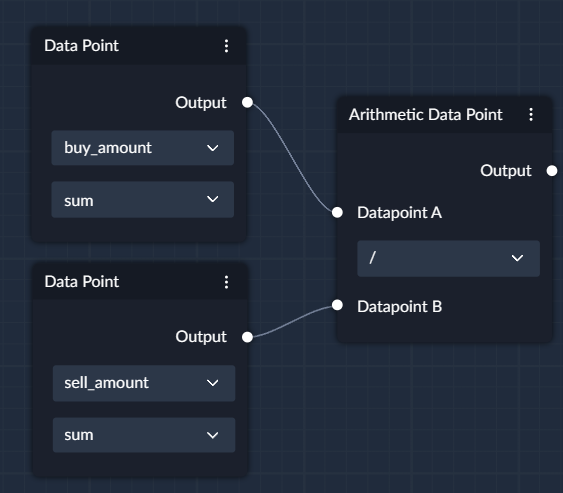 Data Point
Output
buy_amount
sum
Data Point
Output
sell_amount
sum
Arithmetic Data Point
Output
Datapoint A
/
Datapoint B